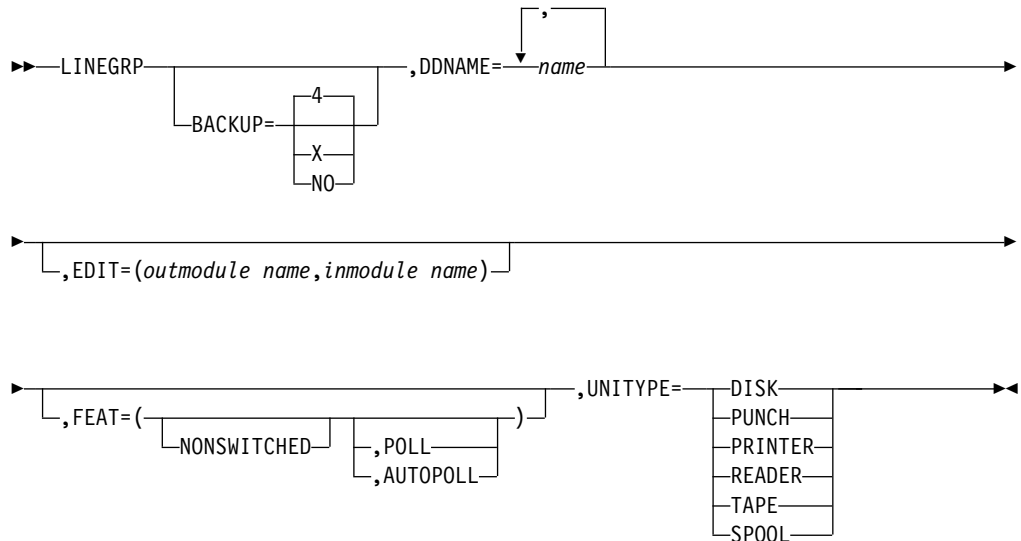 ,
LINEGRP ,DDNAME= name
4
BACKUP=
X
NO
,EDIT=(outmodule name,inmodule name)
,UNITYPE= DISK
,FEAT=( ) PUNCH
NONSWITCHED ,POLL PRINTER
,AUTOPOLL READER
TAPE
SPOOL